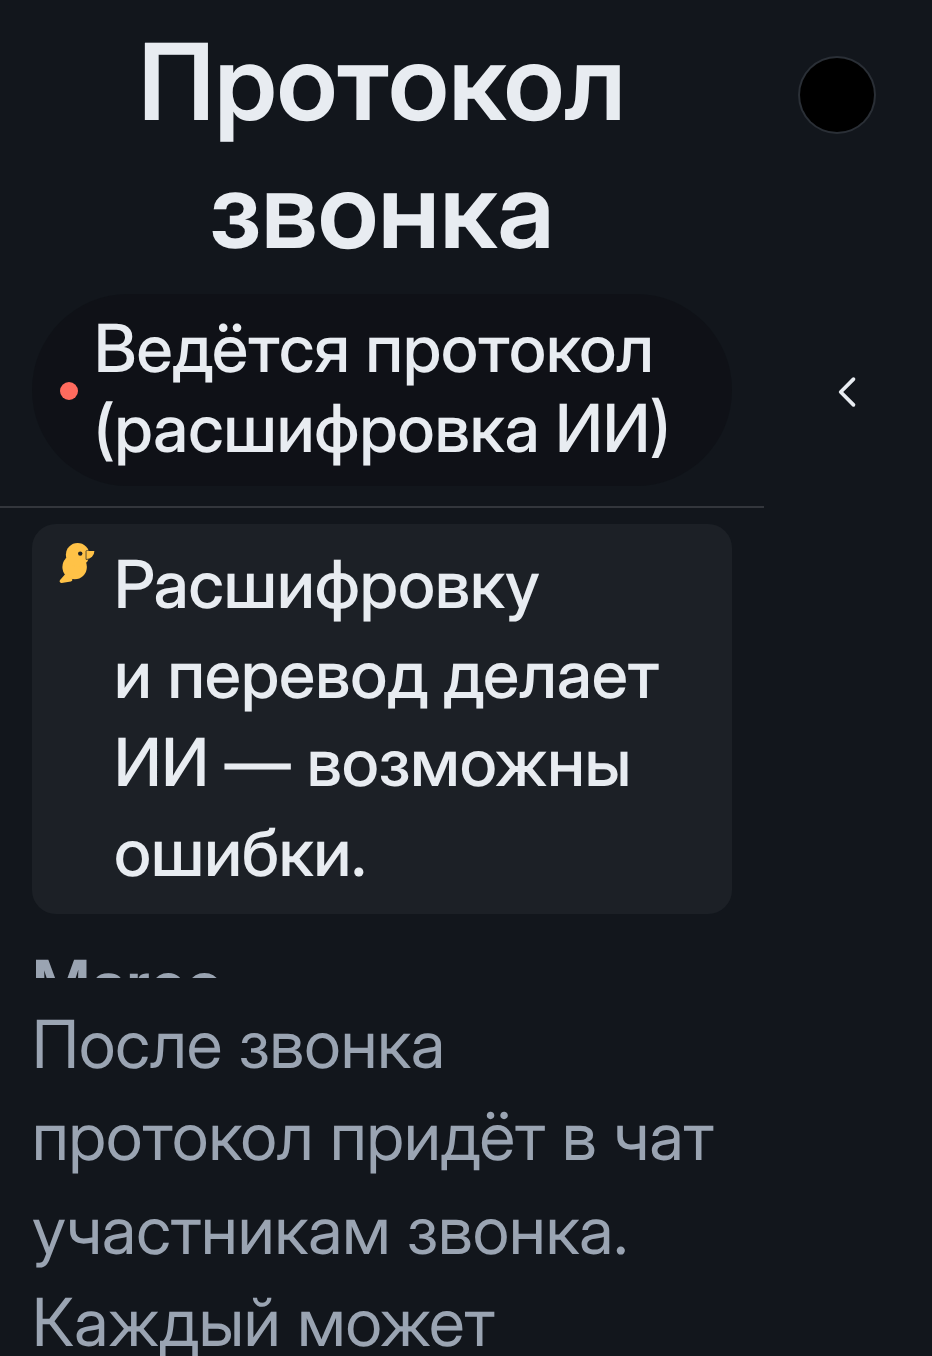 Протокол
звонка
Ведётся протокол
(расшифровка ИИ)
Расшифровку
и перевод делает
ИИ — возможны
ошибки.
После звонка
протокол придёт в чат
участникам звонка.
Каждый может